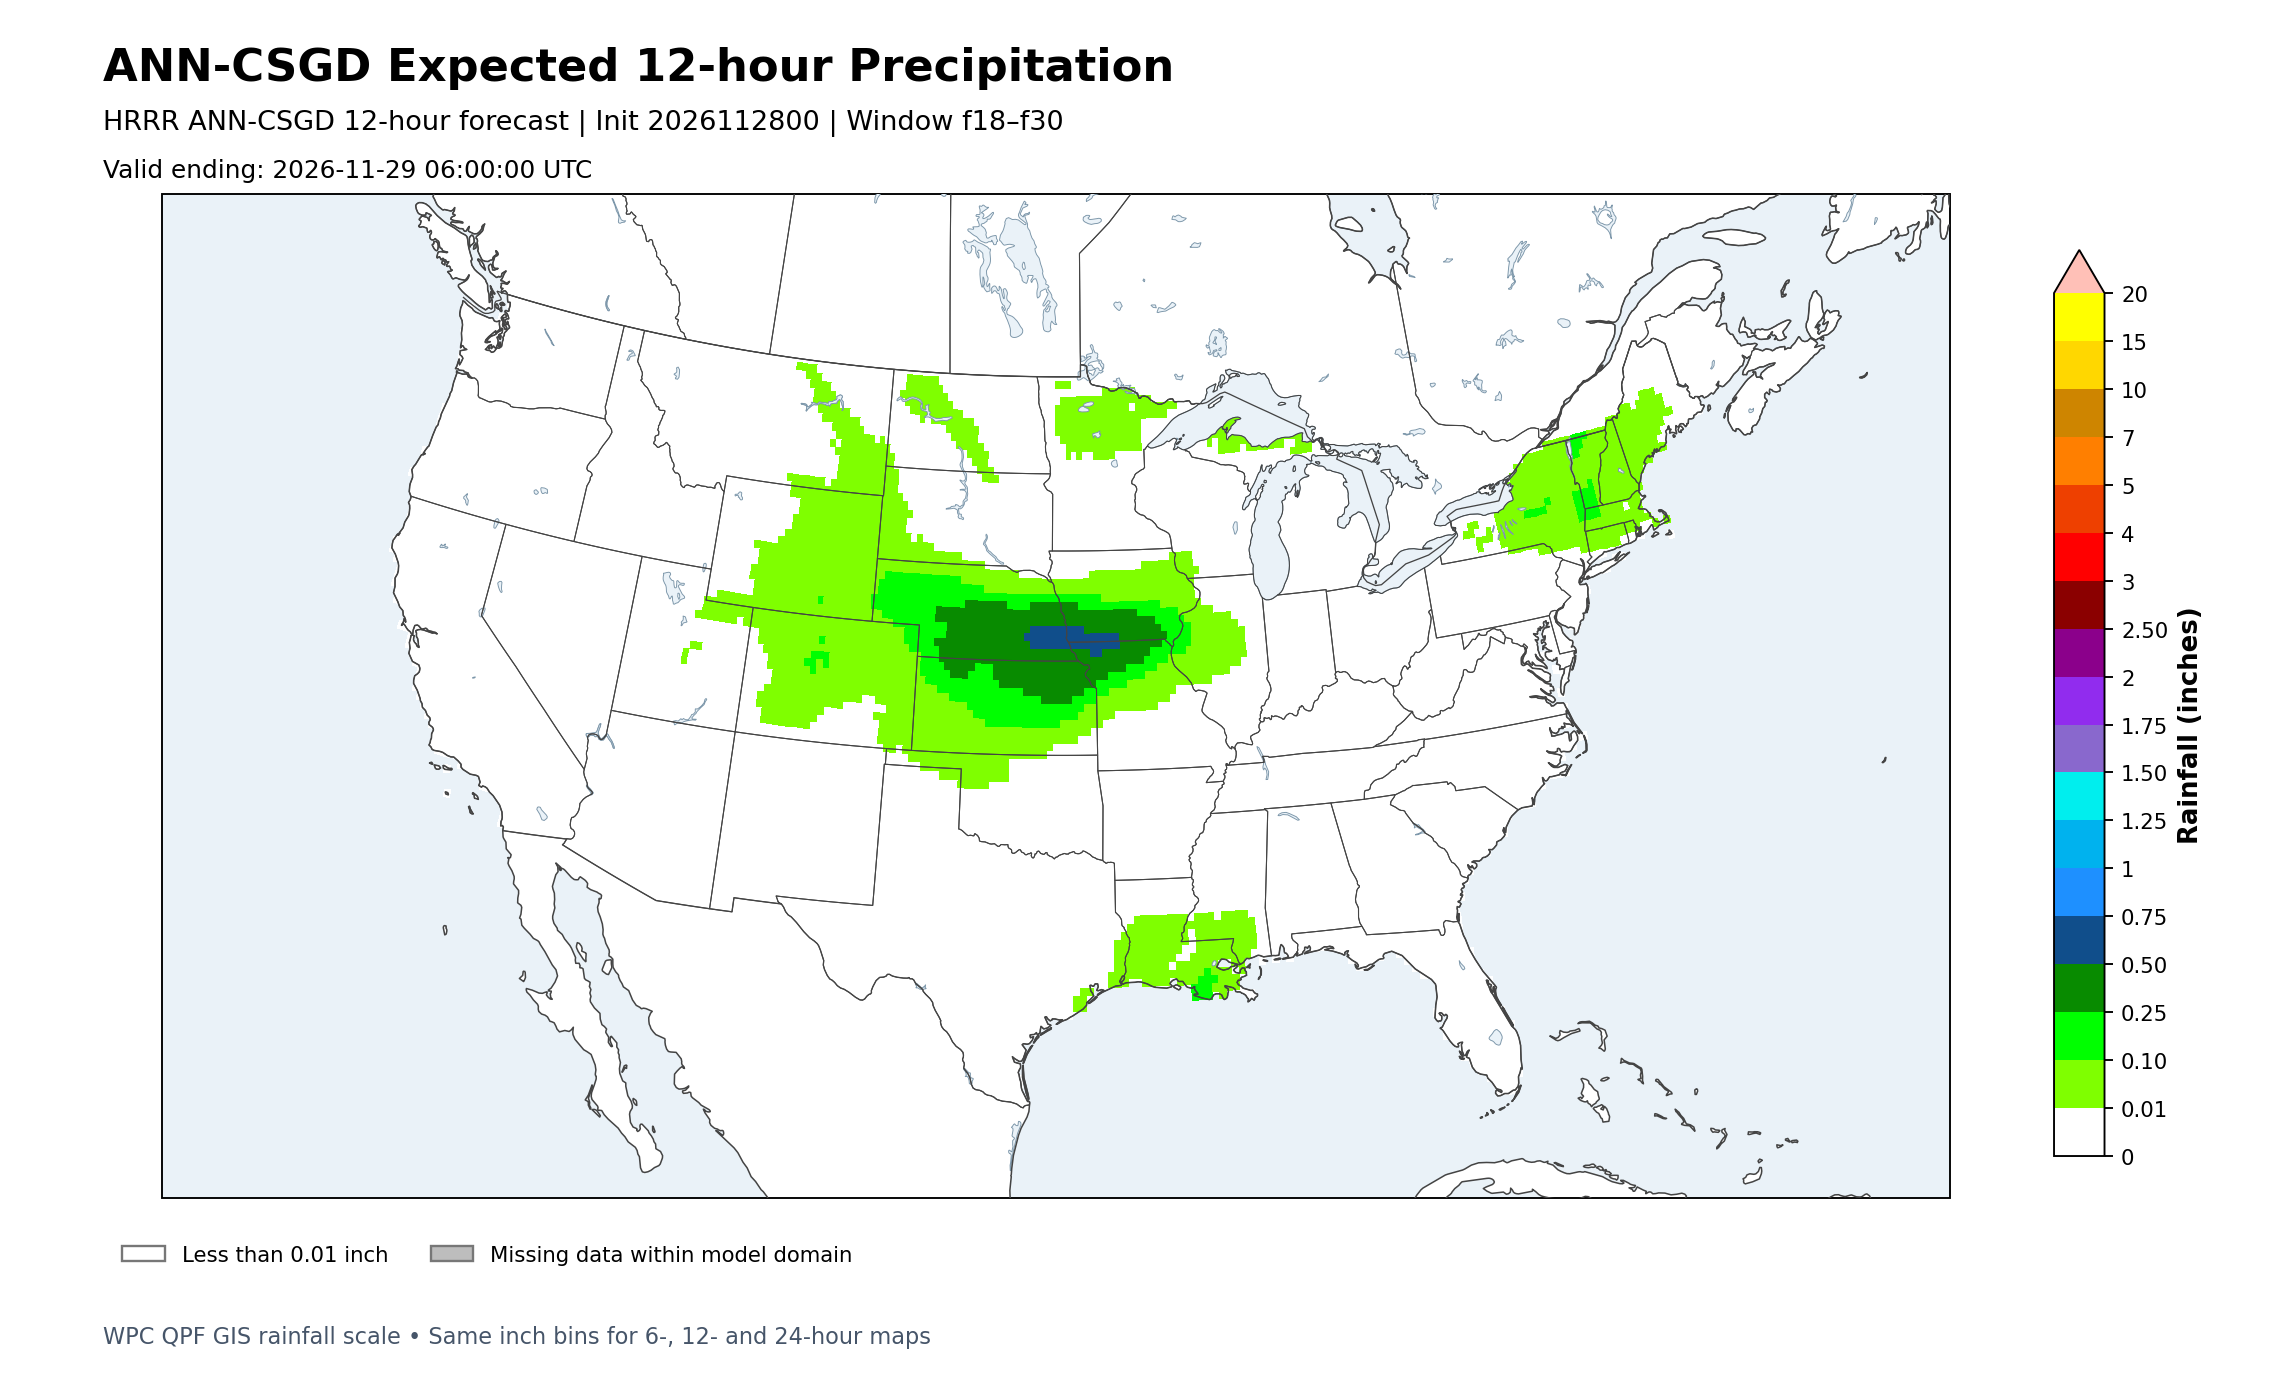 ANN-CSGD Expected 12-hour Precipitation
HRRR ANN-CSGD 12-hour forecast | Init 2026112800 | Window f18–f30
Valid ending: 2026-11-29 06:00:00 UTC
20
15
10
7
5
4
3
2.50
2
1.75
1.50
1.25
1
0.75
0.50
0.25
0.10
0.01
0
Rainfall (inches)
Less than 0.01 inch
Missing data within model domain
WPC QPF GIS rainfall scale • Same inch bins for 6-, 12- and 24-hour maps